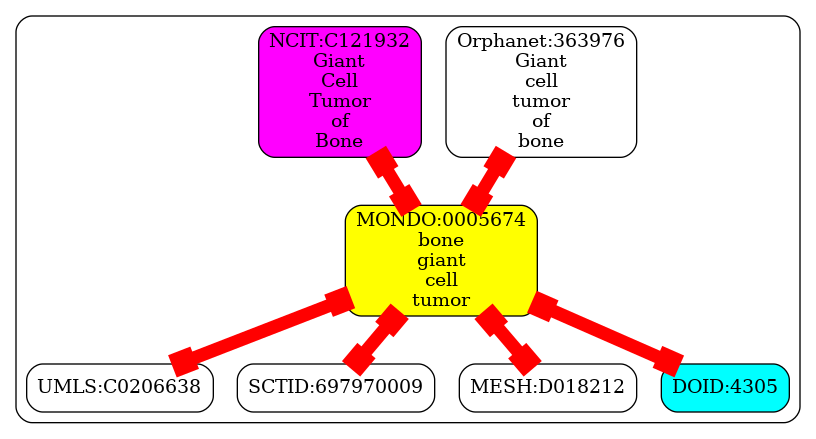 NCIT:C121932
Giant
Cell
Tumor
of
Bone
Orphanet:363976
Giant
cell
tumor
of
bone
MONDO:0005674
bone
giant
cell
tumor
UMLS:C0206638
SCTID:697970009
MESH:D018212
DOID:4305